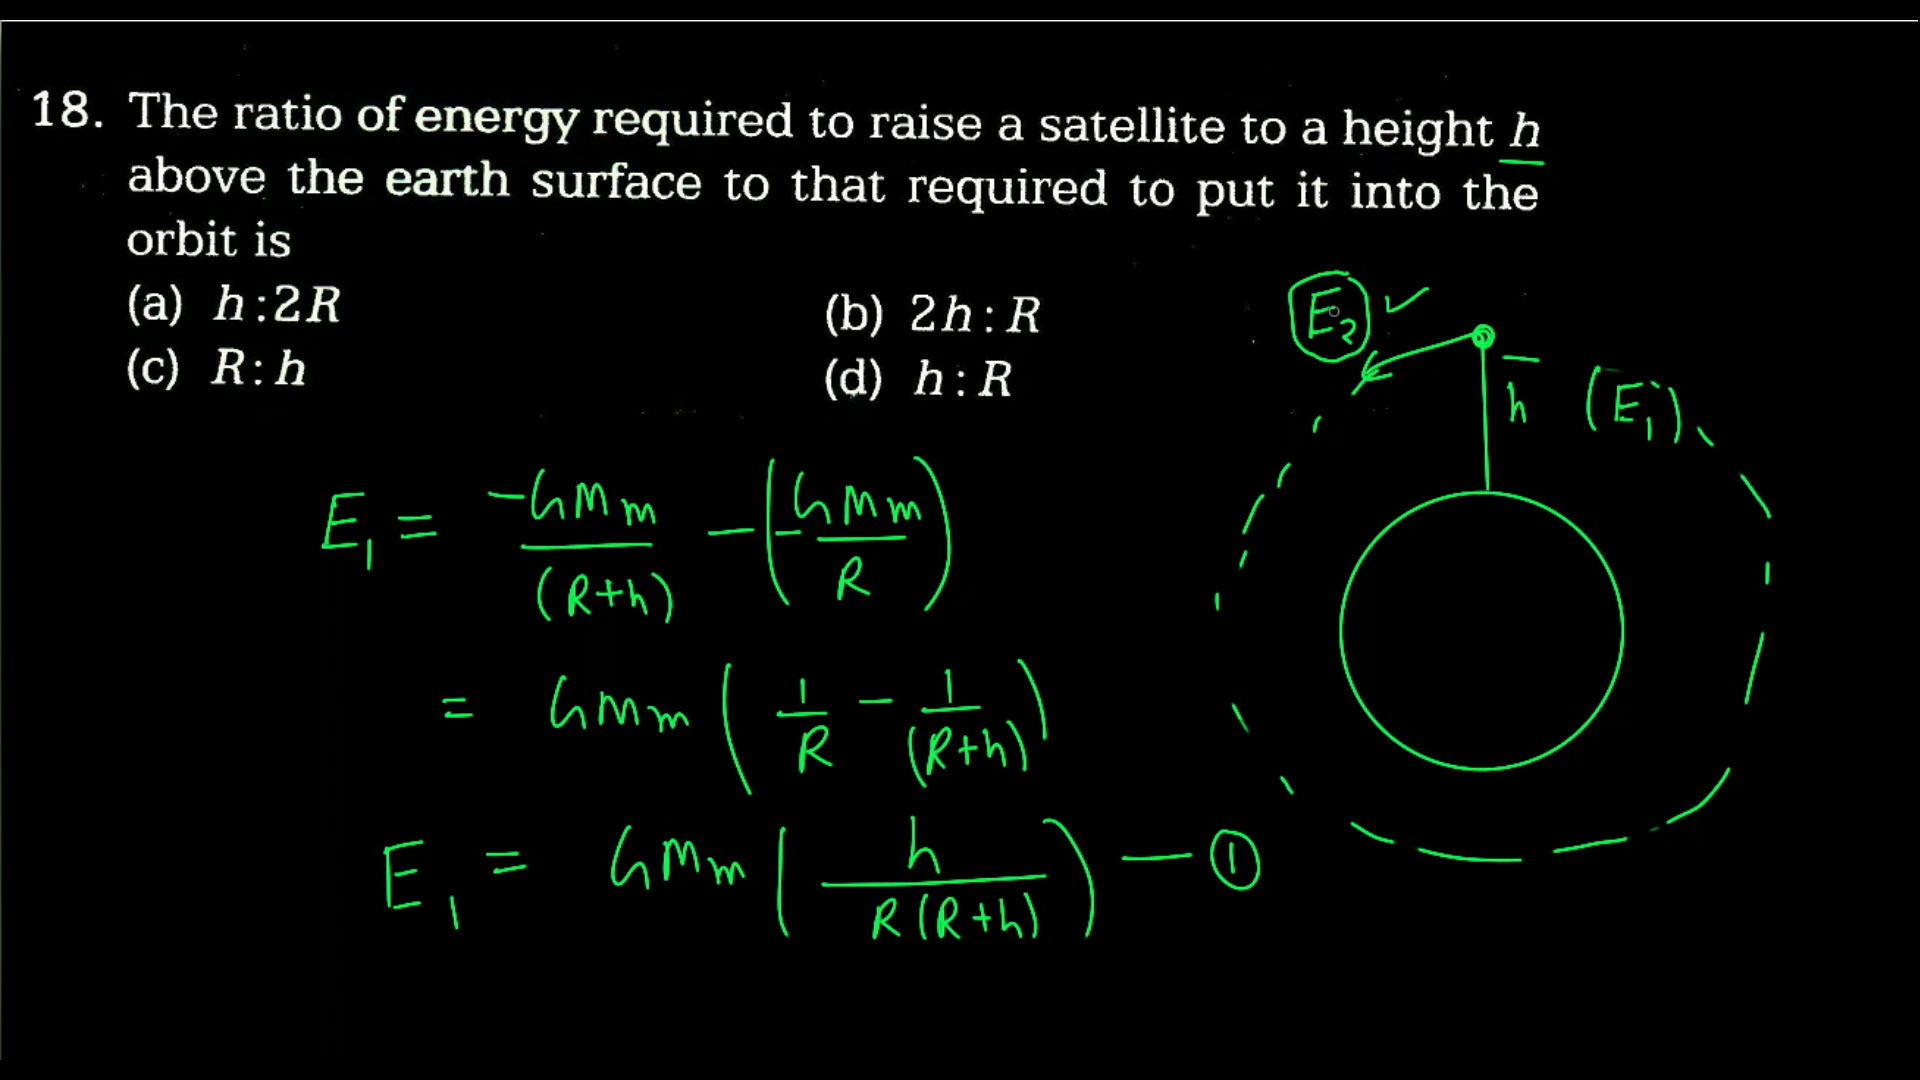 18. The ratio of energy required to raise a satellite to a height h
above the earth surface to that required to put it into the
orbit is
(a) h:2R
(b) 2h:R
(c) R:h
(d) h:R
E₂ ✓
h (E₁)
E₁ = -GMm/(R+h) - (-GMm/R)
= GMm (1/R - 1/(R+h))
E₁ = GMm (h/R(R+h)) — ①